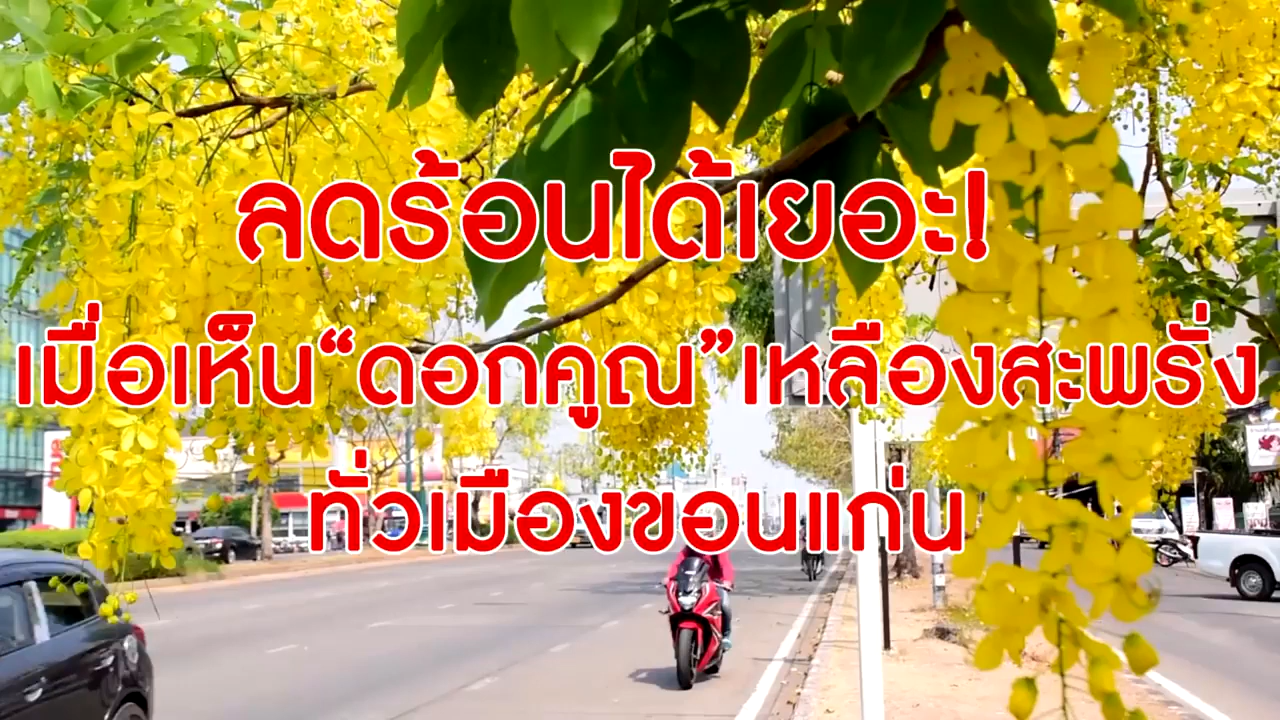 ลดร้อนได้เยอะ!
เมื่อเห็น“ดอกคูณ”เหลืองสะพรั่ง
ทั่วเมืองขอนแก่น